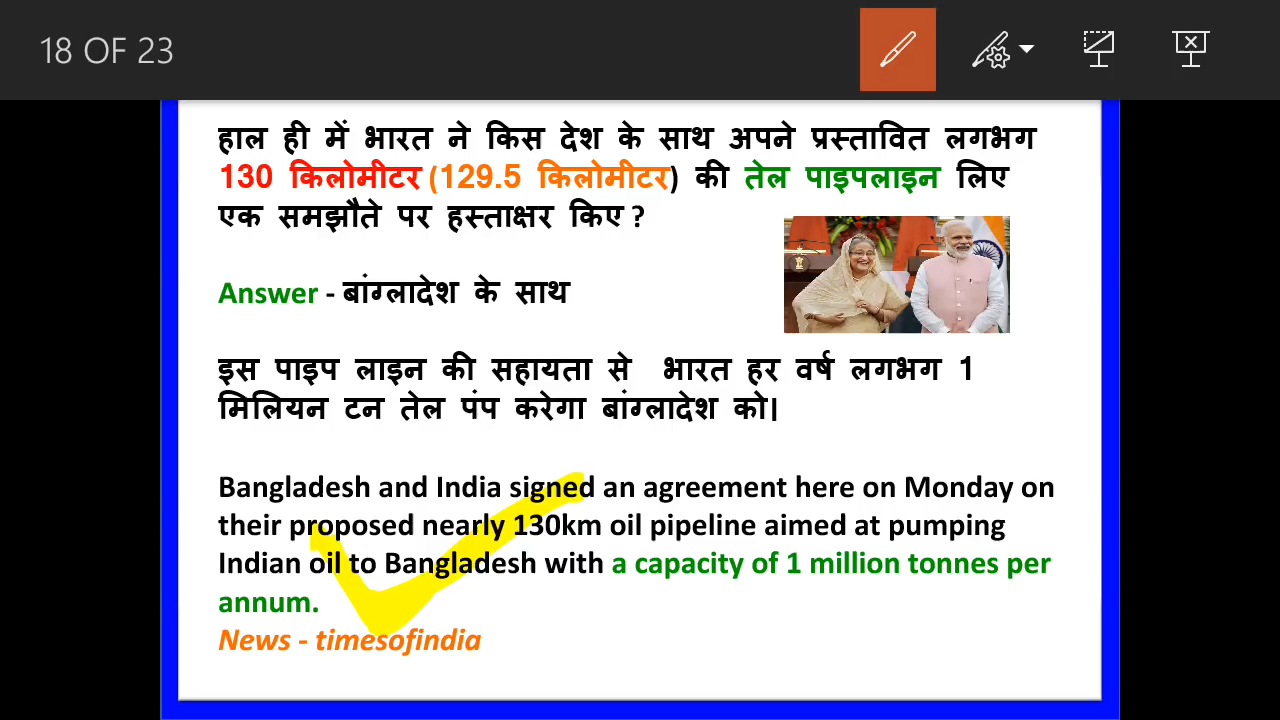 18 OF 23
हाल ही में भारत ने किस देश के साथ अपने प्रस्तावित लगभग
130 किलोमीटर (129.5 किलोमीटर) की तेल पाइपलाइन लिए
एक समझौते पर हस्ताक्षर किए ?
Answer - बांग्लादेश के साथ
इस पाइप लाइन की सहायता से भारत हर वर्ष लगभग 1
मिलियन टन तेल पंप करेगा बांग्लादेश को।
Bangladesh and India signed an agreement here on Monday on
their proposed nearly 130km oil pipeline aimed at pumping
Indian oil to Bangladesh with a capacity of 1 million tonnes per
annum.
News - timesofindia